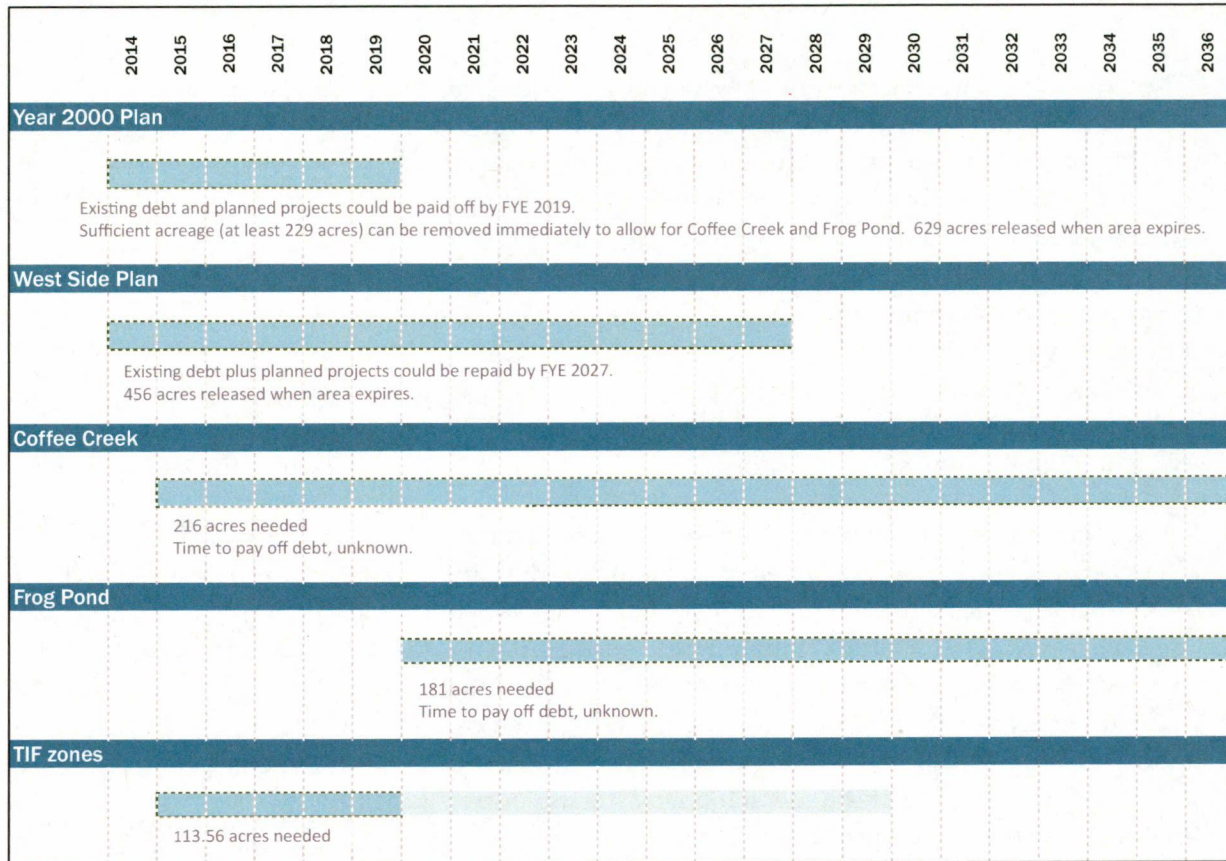 2014 2015 2016 2017 2018 2019 2020 2021 2022 2023 2024 2025 2026 2027 2028 2029 2030 2031 2032 2033 2034 2035 2036
Year 2000 Plan
Existing debt and planned projects could be paid off by FYE 2019.
Sufficient acreage (at least 229 acres) can be removed immediately to allow for Coffee Creek and Frog Pond. 629 acres released when area expires.
West Side Plan
Existing debt plus planned projects could be repaid by FYE 2027.
456 acres released when area expires.
Coffee Creek
216 acres needed
Time to pay off debt, unknown.
Frog Pond
181 acres needed
Time to pay off debt, unknown.
TIF zones
113.56 acres needed